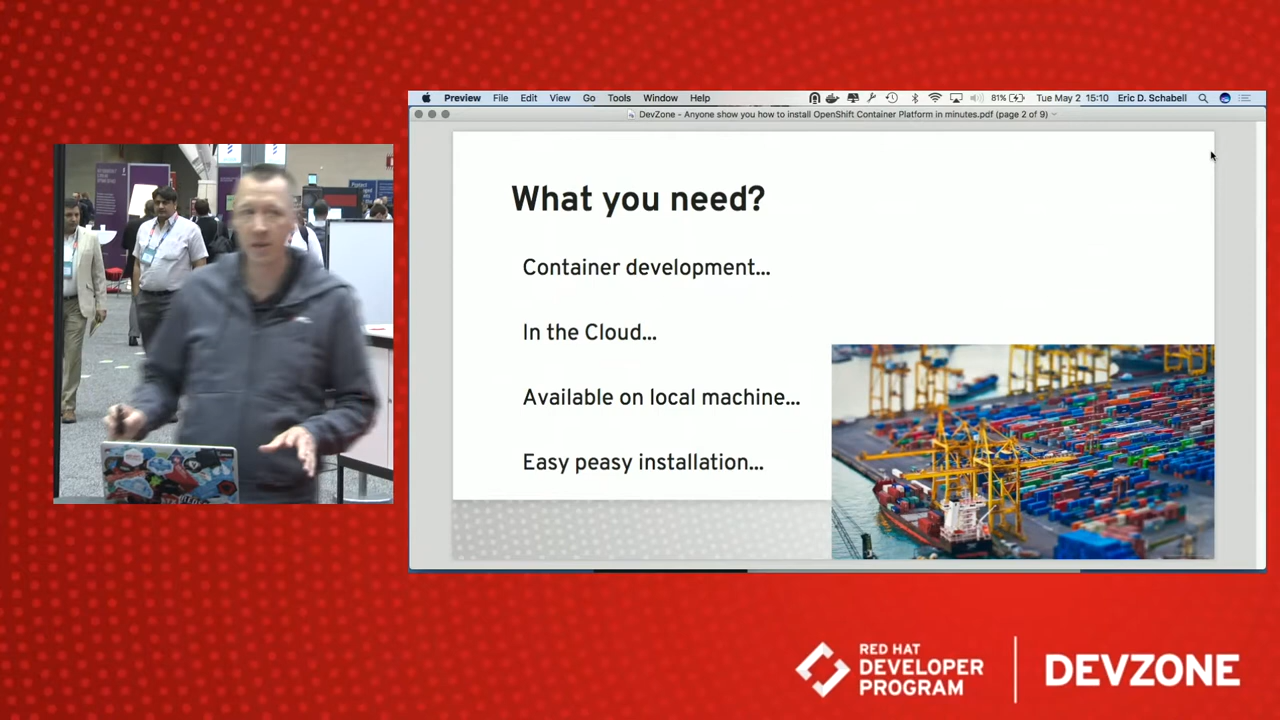 Preview File Edit View Go Tools Window Help 81% Tue May 2 15:10 Eric D. Schabell
DevZone - Anyone show you how to install OpenShift Container Platform in minutes.pdf (page 2 of 9)
What you need?
Container development...
In the Cloud...
Available on local machine...
Easy peasy installation...
RED HAT
DEVELOPER
PROGRAM
DEVZONE